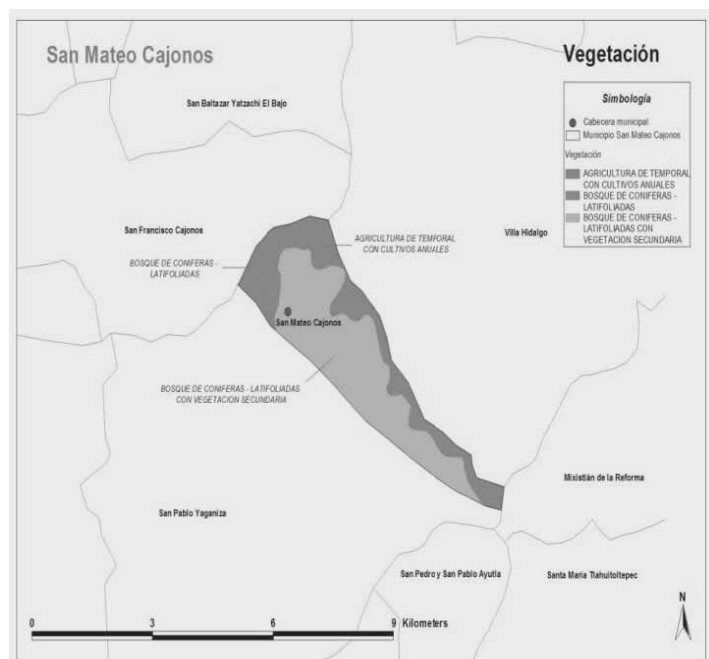 San Mateo Cajonos
Vegetación
Simbología
Cabecera municipal
Municipio San Mateo Cajonos
Vegetación
AGRICULTURA DE TEMPORAL
CON CULTIVOS ANUALES
BOSQUE DE CONIFERAS -
LATIFOLIADAS
BOSQUE DE CONIFERAS -
LATIFOLIADAS CON
VEGETACION SECUNDARIA
San Baltazar Yatzachi El Bajo
San Francisco Cajonos
AGRICULTURA DE TEMPORAL
CON CULTIVOS ANUALES
Villa Hidalgo
BOSQUE DE CONIFERAS -
LATIFOLIADAS
San Mateo Cajonos
BOSQUE DE CONIFERAS - LATIFOLIADAS
CON VEGETACION SECUNDARIA
Mixistlán de la Reforma
San Pablo Yaganiza
San Pedro y San Pablo Ayutla
Santa María Tlahuitoltepec
N
0 3 6 9 Kilometers